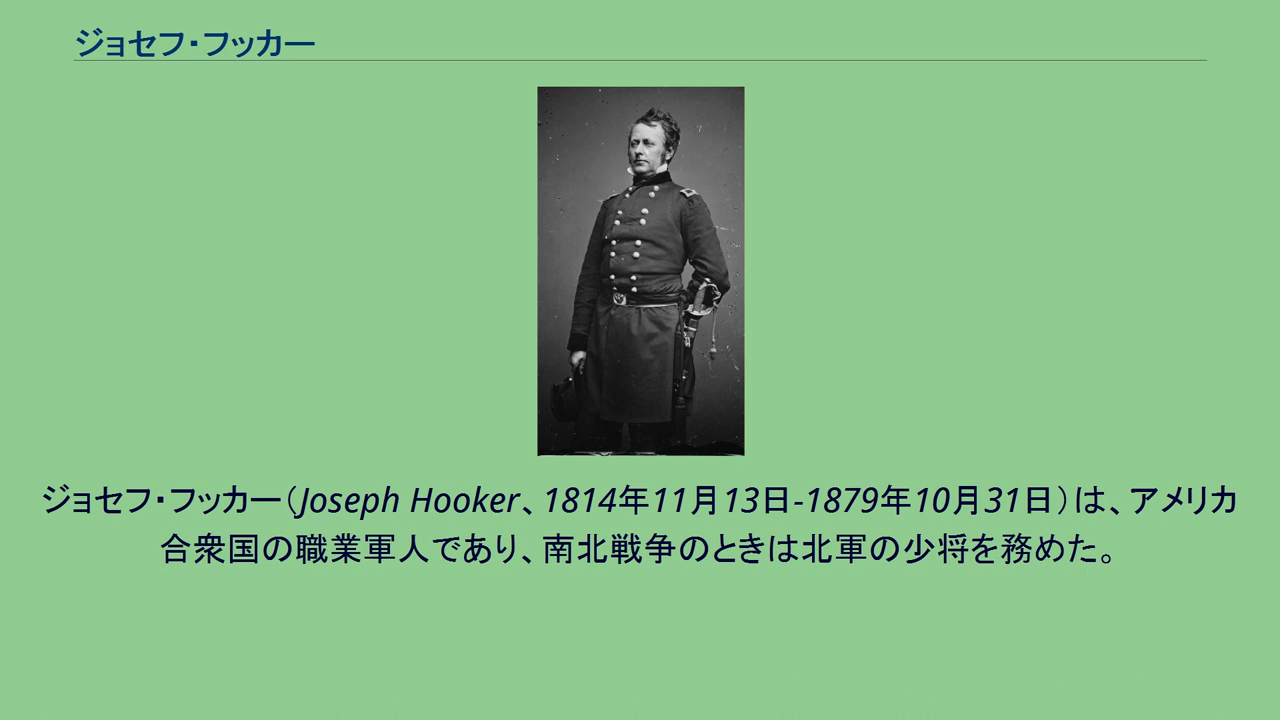 ジョセフ・フッカー
ジョセフ・フッカー（Joseph Hooker、1814年11月13日-1879年10月31日）は、アメリカ
合衆国の職業軍人であり、南北戦争のときは北軍の少将を務めた。